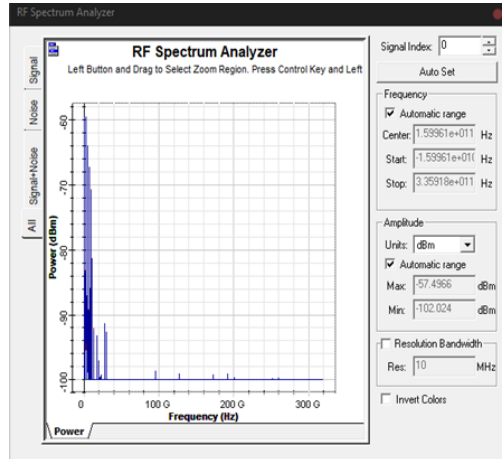 RF Spectrum Analyzer
RF Spectrum Analyzer
Left Button and Drag to Select Zoom Region. Press Control Key and Left
Signal
Noise
Signal+Noise
All
Power (dBm)
-60
-70
-80
-90
-100
0
100 G
200 G
300 G
Frequency (Hz)
Power
Signal Index: 0
Auto Set
Frequency
Automatic range
Center: 1.59961e+011 Hz
Start: -1.59961e+01( Hz
Stop: 3.35918e+011 Hz
Amplitude
Units: dBm
Automatic range
Max: -57.4966 dBm
Min: -102.024 dBm
Resolution Bandwidth
Res: 10 MHz
Invert Colors